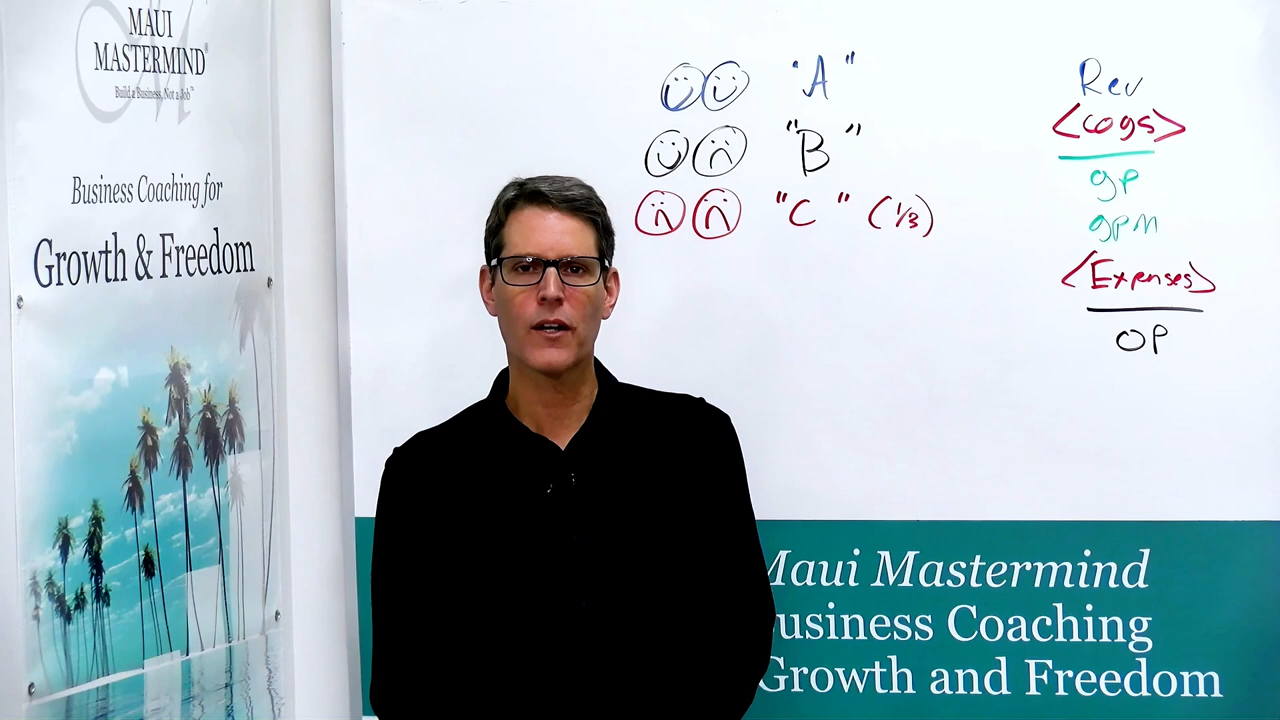 MAUI
MASTERMIND®
Build a Business, Not a Job™
Business Coaching for
Growth & Freedom
"A"
"B"
"C" (1/3)
Rev
<cogs>
gp
gpm
<Expenses>
OP
Maui Mastermind
usiness Coaching
Growth and Freedom